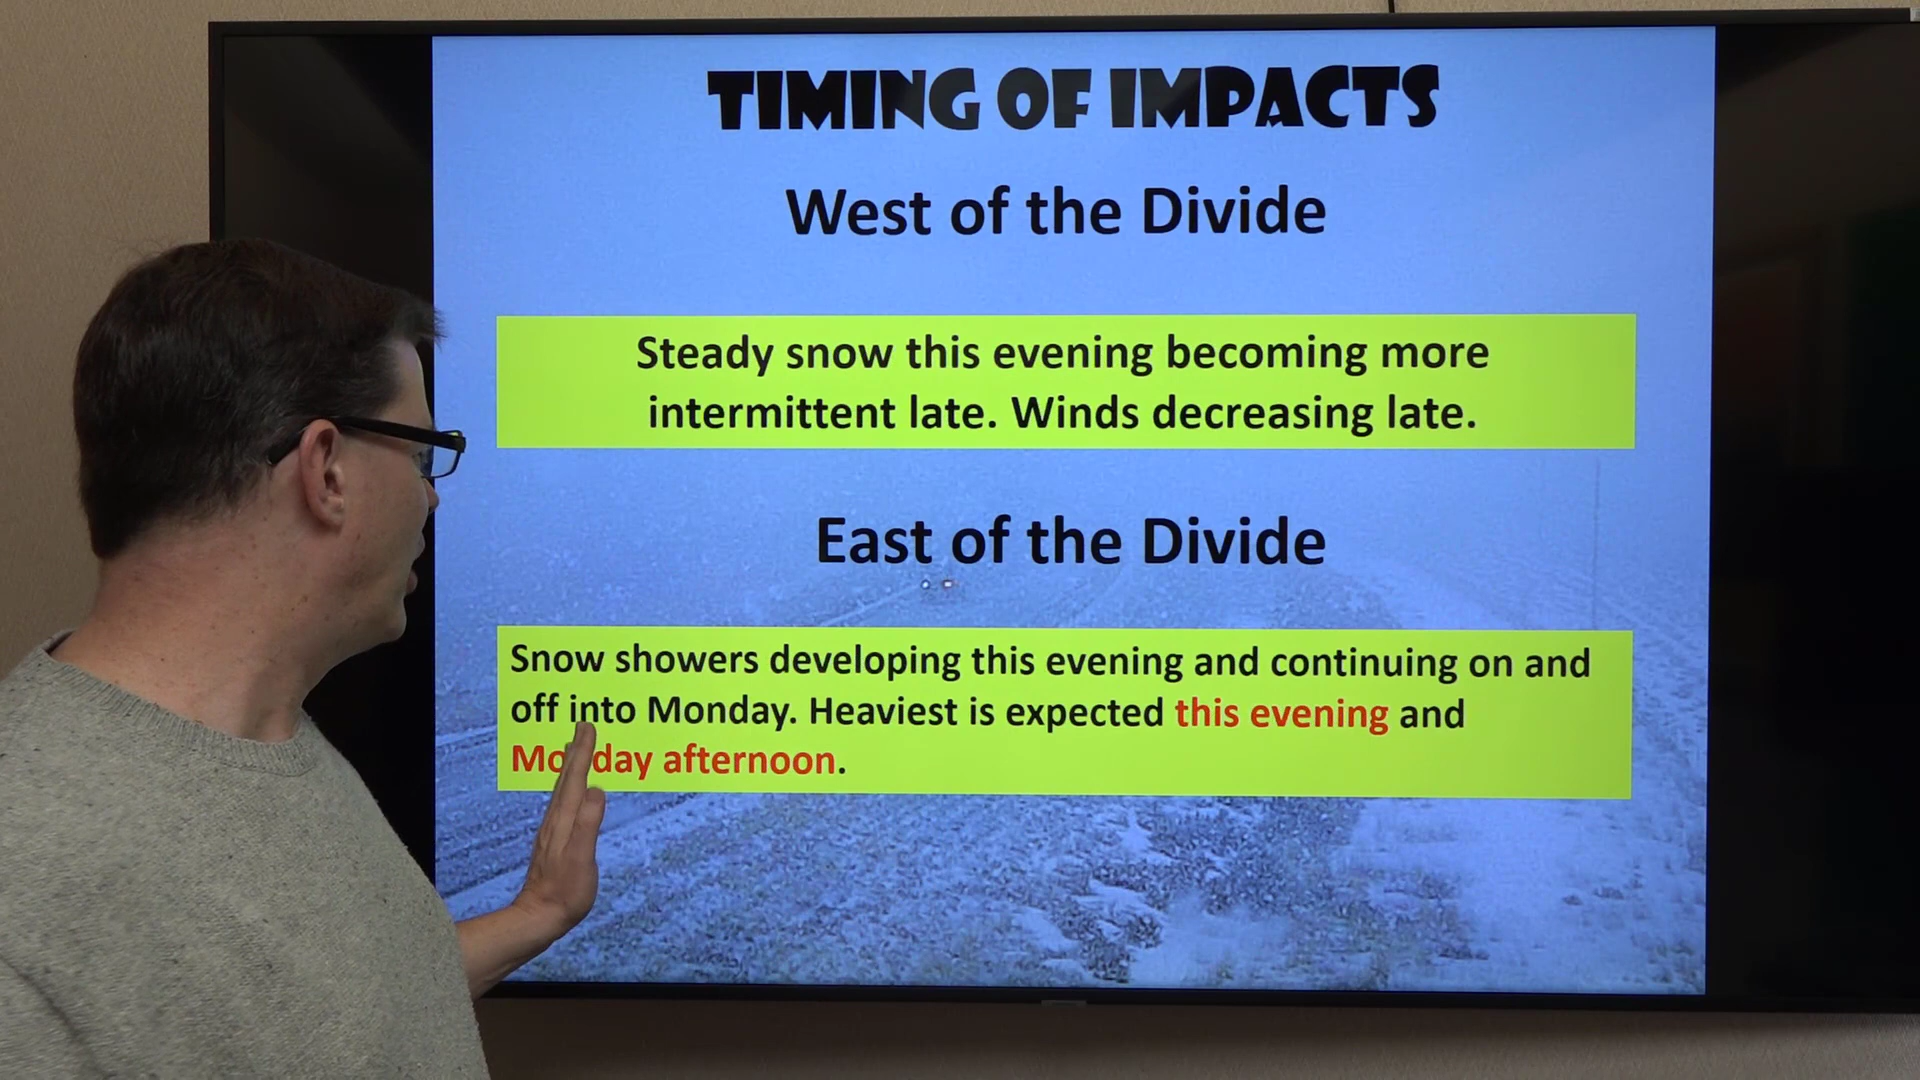 TIMING OF IMPACTS
West of the Divide
Steady snow this evening becoming more
intermittent late. Winds decreasing late.
East of the Divide
Snow showers developing this evening and continuing on and
off into Monday. Heaviest is expected this evening and
Monday afternoon.